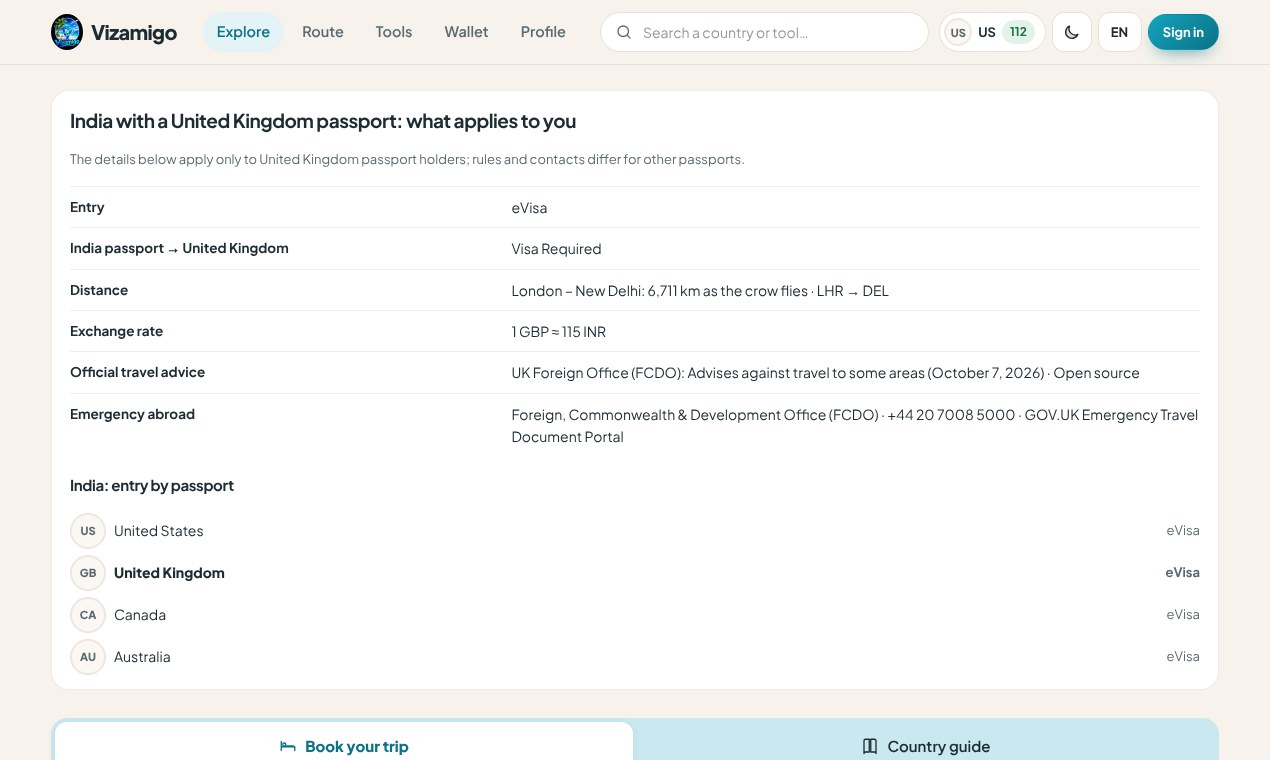 Vizamigo
Explore
Route
Tools
Wallet
Profile
Search a country or tool...
US US 112
EN
Sign in
India with a United Kingdom passport: what applies to you
The details below apply only to United Kingdom passport holders; rules and contacts differ for other passports.
Entry eVisa
India passport → United Kingdom Visa Required
Distance London – New Delhi: 6,711 km as the crow flies · LHR → DEL
Exchange rate 1 GBP ≈ 115 INR
Official travel advice UK Foreign Office (FCDO): Advises against travel to some areas (October 7, 2026) · Open source
Emergency abroad Foreign, Commonwealth & Development Office (FCDO) · +44 20 7008 5000 · GOV.UK Emergency Travel
Document Portal
India: entry by passport
US United States eVisa
GB United Kingdom eVisa
CA Canada eVisa
AU Australia eVisa
Book your trip
Country guide